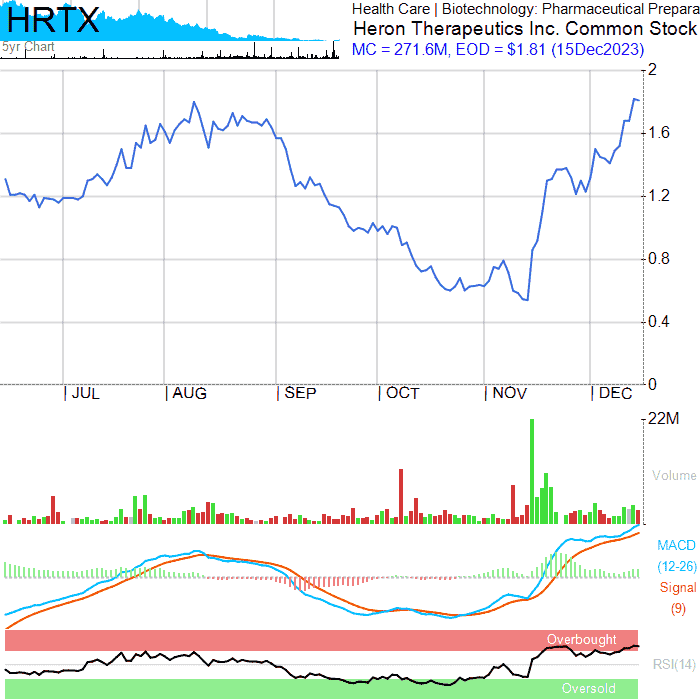 HRTX
5yr Chart
Health Care | Biotechnology: Pharmaceutical Prepara
Heron Therapeutics Inc. Common Stock
MC = 271.6M, EOD = $1.81 (15Dec2023)
2
1.6
1.2
0.8
0.4
0
JUL
AUG
SEP
OCT
NOV
DEC
22M
Volume
MACD
(12-26)
Signal
(9)
Overbought
RSI(14)
Oversold